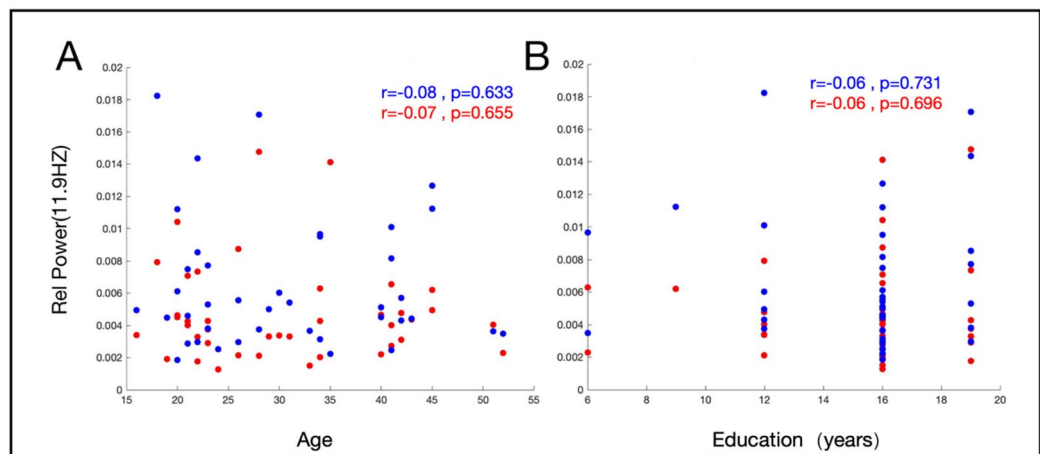 A
r=-0.08 , p=0.633
r=-0.07 , p=0.655
Rel Power(11.9HZ)
0.02
0.018
0.016
0.014
0.012
0.01
0.008
0.006
0.004
0.002
0
15 20 25 30 35 40 45 50 55
Age
B
r=-0.06 , p=0.731
r=-0.06 , p=0.696
0.02
0.018
0.016
0.014
0.012
0.01
0.008
0.006
0.004
0.002
0
6 8 10 12 14 16 18 20
Education (years)